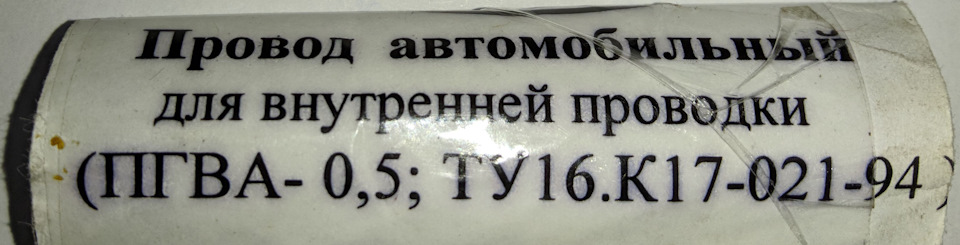 Провод автомобильный
для внутренней проводки
(ПГВА- 0,5; ТУ16.К17-021-94 )